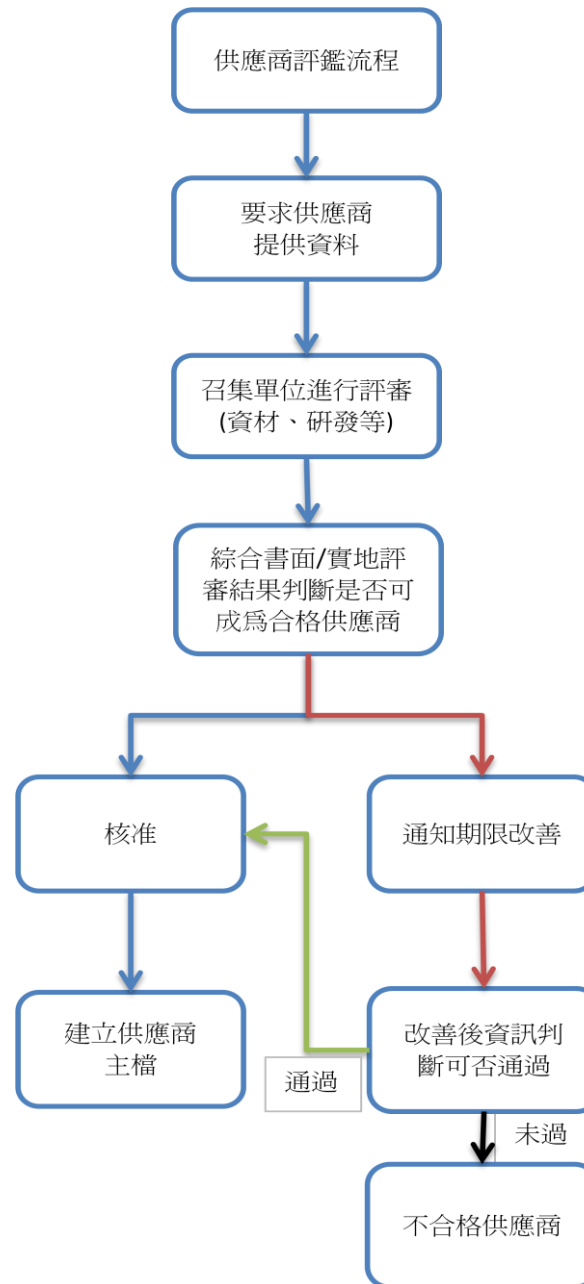 供應商評鑑流程
要求供應商
提供資料
召集單位進行評審
(資材、研發等)
綜合書面/實地評
審結果判斷是否可
成為合格供應商
核准
通知期限改善
建立供應商
主檔
改善後資訊判
斷可否通過
通過
未過
不合格供應商